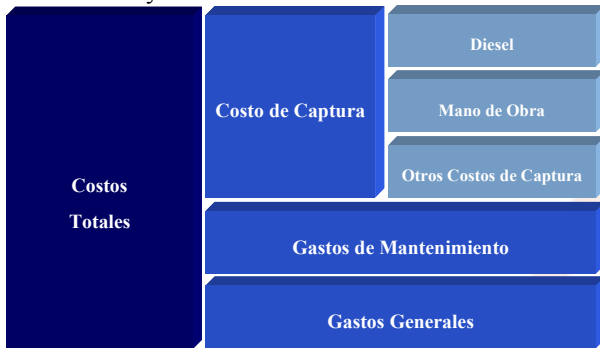 Costos
Totales
Costo de Captura
Diesel
Mano de Obra
Otros Costos de Captura
Gastos de Mantenimiento
Gastos Generales